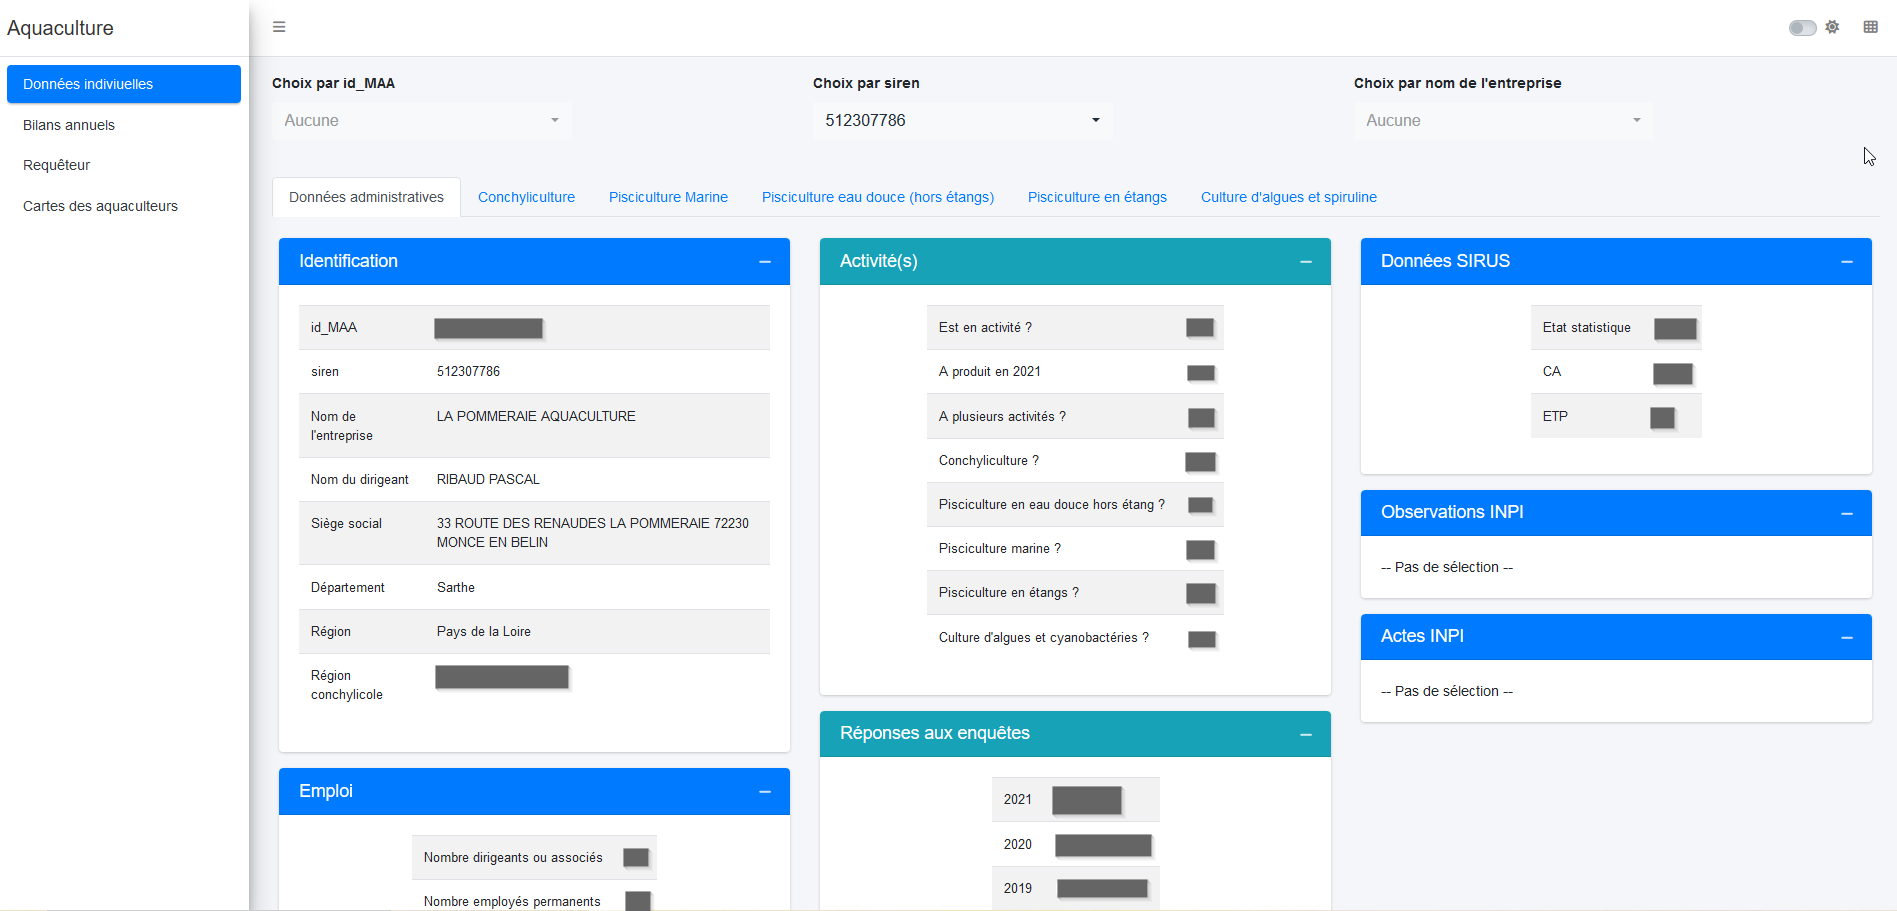 Aquaculture
Données indiviuelles
Bilans annuels
Requêteur
Cartes des aquaculteurs
Choix par id_MAA
Aucune
Choix par siren
512307786
Choix par nom de l'entreprise
Aucune
Données administratives
Conchyliculture
Pisciculture Marine
Pisciculture eau douce (hors étangs)
Pisciculture en étangs
Culture d'algues et spiruline
Identification
id_MAA
siren 512307786
Nom de LA POMMERAIE AQUACULTURE
l'entreprise
Nom du dirigeant RIBAUD PASCAL
Siège social 33 ROUTE DES RENAUDES LA POMMERAIE 72230
MONCE EN BELIN
Département Sarthe
Région Pays de la Loire
Région
conchylicole
Emploi
Nombre dirigeants ou associés
Nombre employés permanents
Activité(s)
Est en activité ?
A produit en 2021
A plusieurs activités ?
Conchyliculture ?
Pisciculture en eau douce hors étang ?
Pisciculture marine ?
Pisciculture en étangs ?
Culture d'algues et cyanobactéries ?
Réponses aux enquêtes
2021
2020
2019
Données SIRUS
Etat statistique
CA
ETP
Observations INPI
-- Pas de sélection --
Actes INPI
-- Pas de sélection --